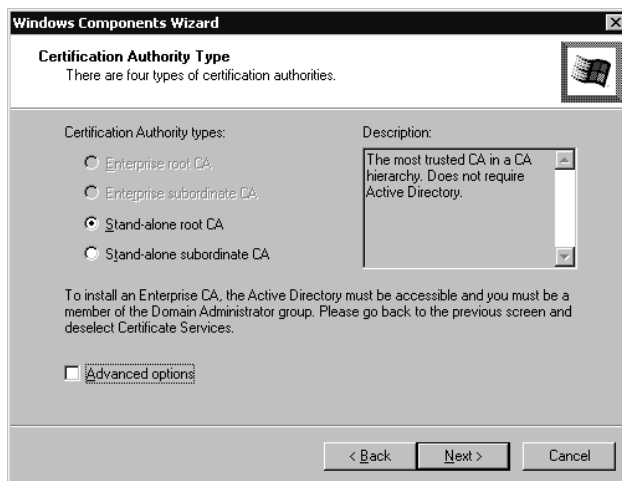 Windows Components Wizard
Certification Authority Type
There are four types of certification authorities.
Certification Authority types:
Enterprise root CA
Enterprise subordinate CA
Stand-alone root CA
Stand-alone subordinate CA
Description:
The most trusted CA in a CA
hierarchy. Does not require
Active Directory.
To install an Enterprise CA, the Active Directory must be accessible and you must be a
member of the Domain Administrator group. Please go back to the previous screen and
deselect Certificate Services.
Advanced options
< Back
Next >
Cancel